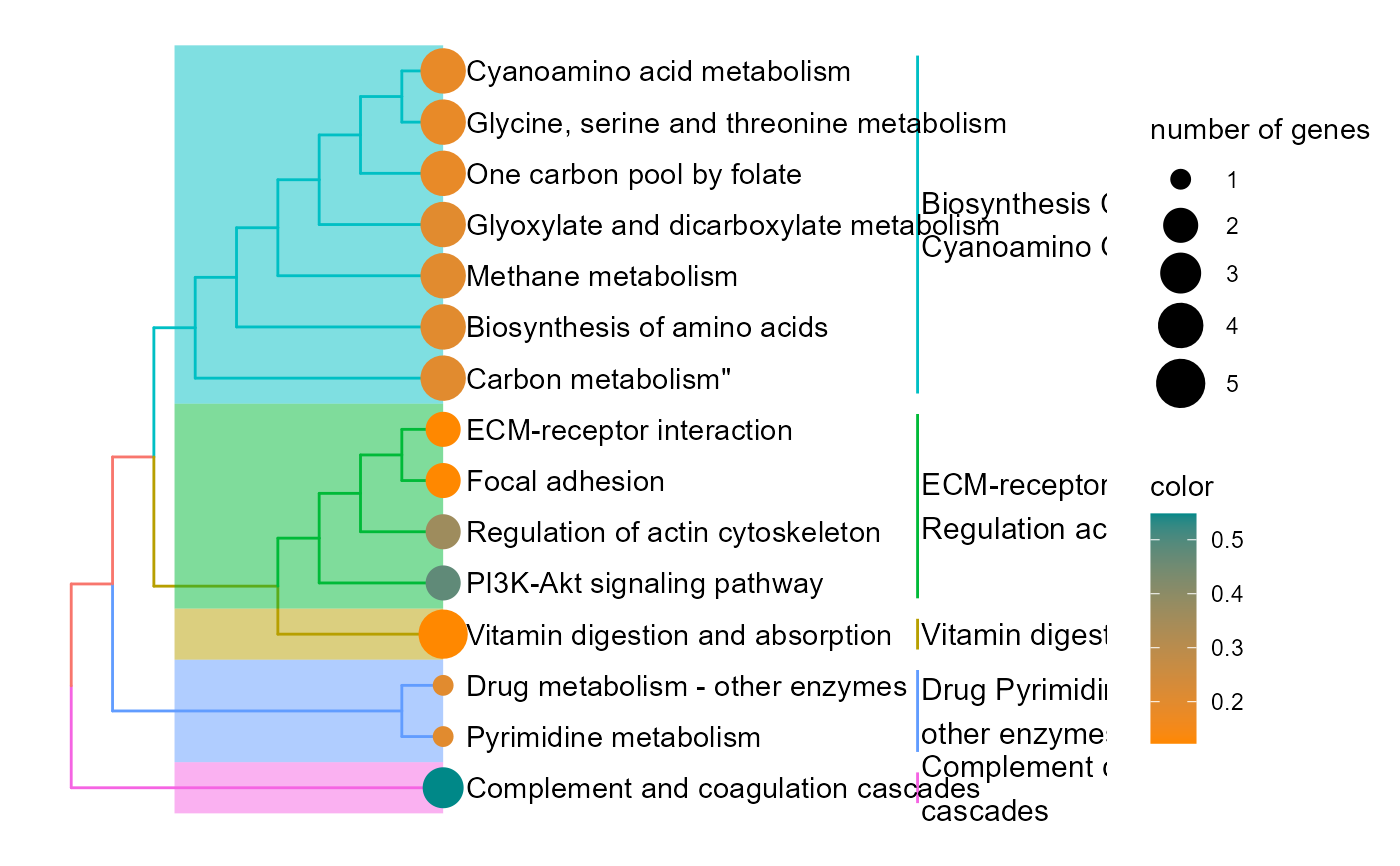 Cyanoamino acid metabolism
Glycine, serine and threonine metabolism
One carbon pool by folate
Glyoxylate and dicarboxylate metabolism
Methane metabolism
Biosynthesis of amino acids
Carbon metabolism"
ECM-receptor interaction
Focal adhesion
Regulation of actin cytoskeleton
PI3K-Akt signaling pathway
Vitamin digestion and absorption
Drug metabolism - other enzymes
Pyrimidine metabolism
Complement and coagulation cascades
Biosynthesis
Cyanoamino
ECM-receptor
Regulation ac
Vitamin digest
Drug Pyrimidi
other enzymes
Complement
cascades
number of genes
1
2
3
4
5
color
0.5
0.4
0.3
0.2